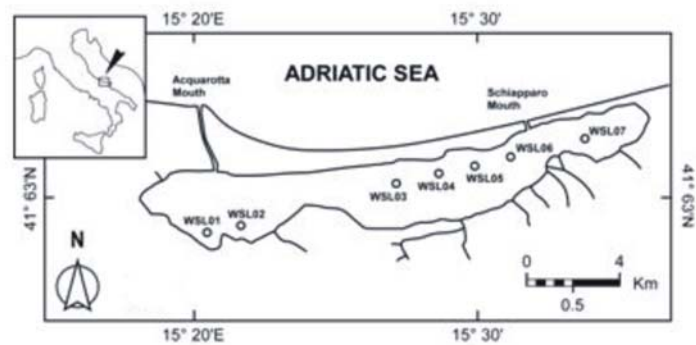 15° 20'
15° 30'
ADRIATIC SEA
Acquarotta
Mouth
Schiapparo
Mouth
WSL07
WSL06
WSL05
WSL04
WSL03
WSL02
WSL01
41° 63'N
41° 63'N
N
0 4
Km
0.5
15° 20'E
15° 30'